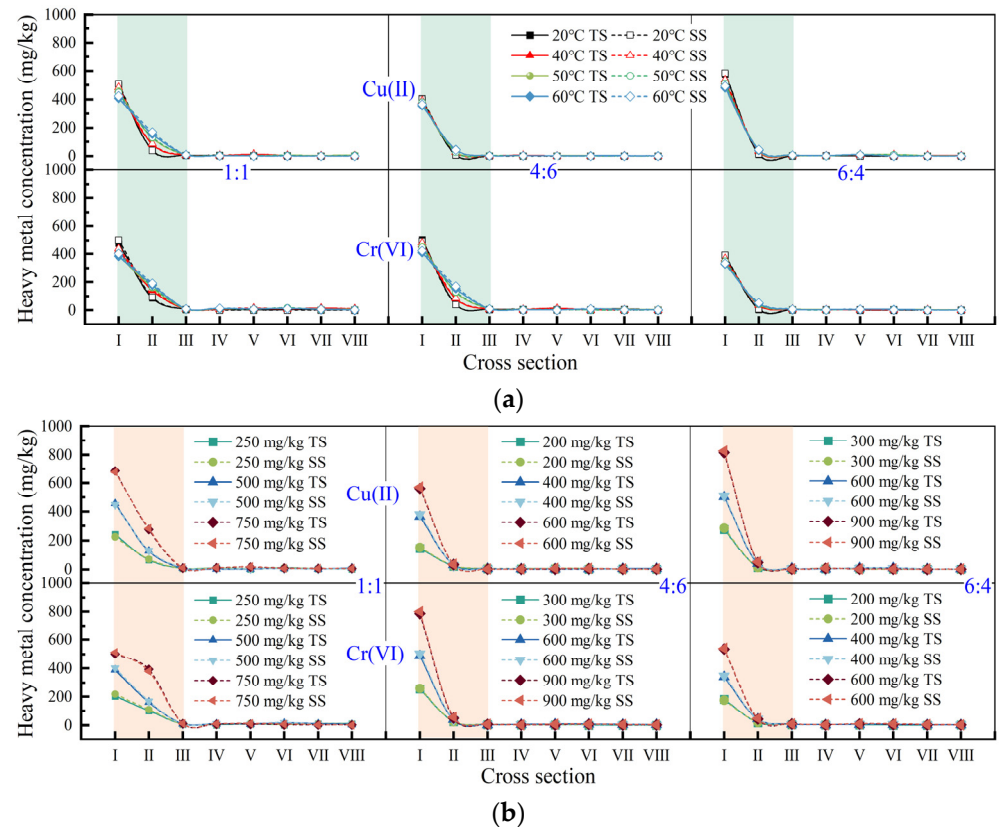 1000
800
600
400
200
0
1000
800
600
400
200
0
Heavy metal concentration (mg/kg)
20°C TS 20°C SS
40°C TS 40°C SS
50°C TS 50°C SS
60°C TS 60°C SS
Cu(II)
1:1 4:6 6:4
Cr(VI)
I II III IV V VI VII VIII I II III IV V VI VII VIII I II III IV V VI VII VIII
Cross section
(a)
1000
800
600
400
200
0
1000
800
600
400
200
0
Heavy metal concentration (mg/kg)
250 mg/kg TS
250 mg/kg SS
500 mg/kg TS
500 mg/kg SS
750 mg/kg TS
750 mg/kg SS
Cu(II)
200 mg/kg TS
200 mg/kg SS
400 mg/kg TS
400 mg/kg SS
600 mg/kg TS
600 mg/kg SS
300 mg/kg TS
300 mg/kg SS
600 mg/kg TS
600 mg/kg SS
900 mg/kg TS
900 mg/kg SS
1:1 4:6 6:4
250 mg/kg TS
250 mg/kg SS
500 mg/kg TS
500 mg/kg SS
750 mg/kg TS
750 mg/kg SS
Cr(VI)
300 mg/kg TS
300 mg/kg SS
600 mg/kg TS
600 mg/kg SS
900 mg/kg TS
900 mg/kg SS
200 mg/kg TS
200 mg/kg SS
400 mg/kg TS
400 mg/kg SS
600 mg/kg TS
600 mg/kg SS
I II III IV V VI VII VIII I II III IV V VI VII VIII I II III IV V VI VII VIII
Cross section
(b)